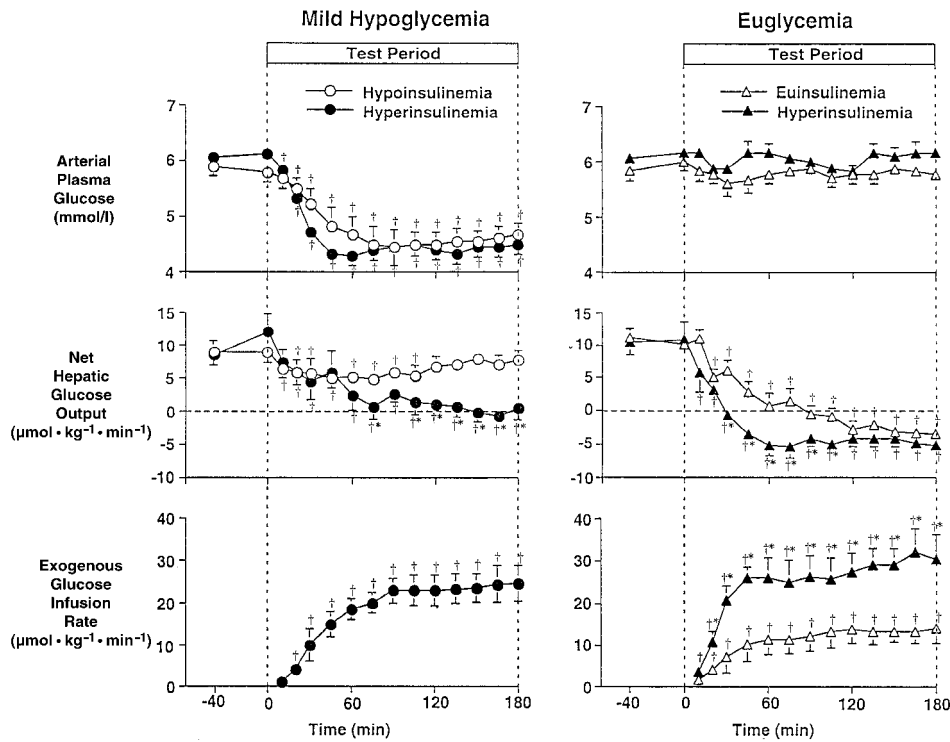 Mild Hypoglycemia
Euglycemia
Test Period
Test Period
Hypoinsulinemia
Hyperinsulinemia
Euinsulinemia
Hyperinsulinemia
Arterial
Plasma
Glucose
(mmol/l)
7
6
5
4
7
6
5
4
Net
Hepatic
Glucose
Output
(μmol • kg⁻¹ • min⁻¹)
15
10
5
0
-5
-10
15
10
5
0
-5
-10
Exogenous
Glucose
Infusion
Rate
(μmol • kg⁻¹ • min⁻¹)
40
30
20
10
0
40
30
20
10
0
-40 0 60 120 180
-40 0 60 120 180
Time (min)
Time (min)